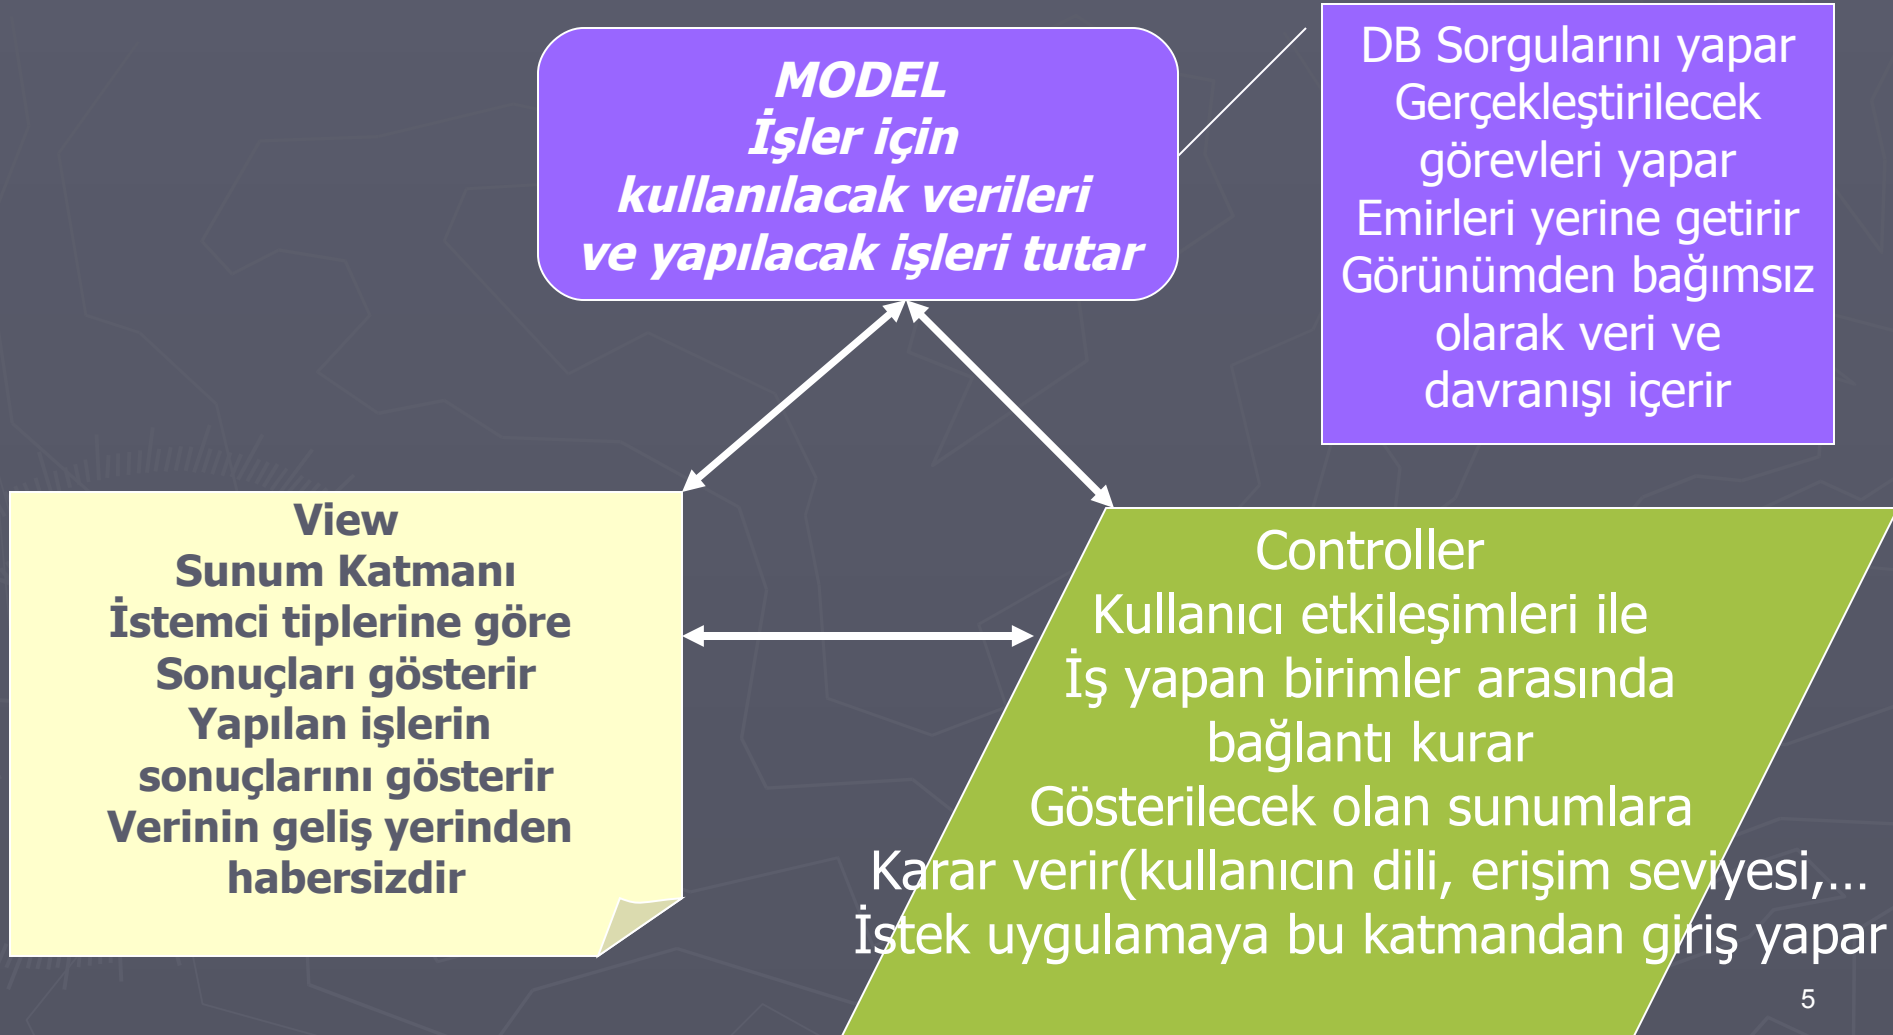 MODEL
İşler için
kullanılacak verileri
ve yapılacak işleri tutar
DB Sorgularını yapar
Gerçekleştirilecek
görevleri yapar
Emirleri yerine getirir
Görünümden bağımsız
olarak veri ve
davranışı içerir
View
Sunum Katmanı
İstemci tiplerine göre
Sonuçları gösterir
Yapılan işlerin
sonuçlarını gösterir
Verinin geliş yerinden
habersizdir
Controller
Kullanıcı etkileşimleri ile
İş yapan birimler arasında
bağlantı kurar
Gösterilecek olan sunumlara
Karar verir(kullanıcın dili, erişim seviyesi,...
İstek uygulamaya bu katmandan giriş yapar
5